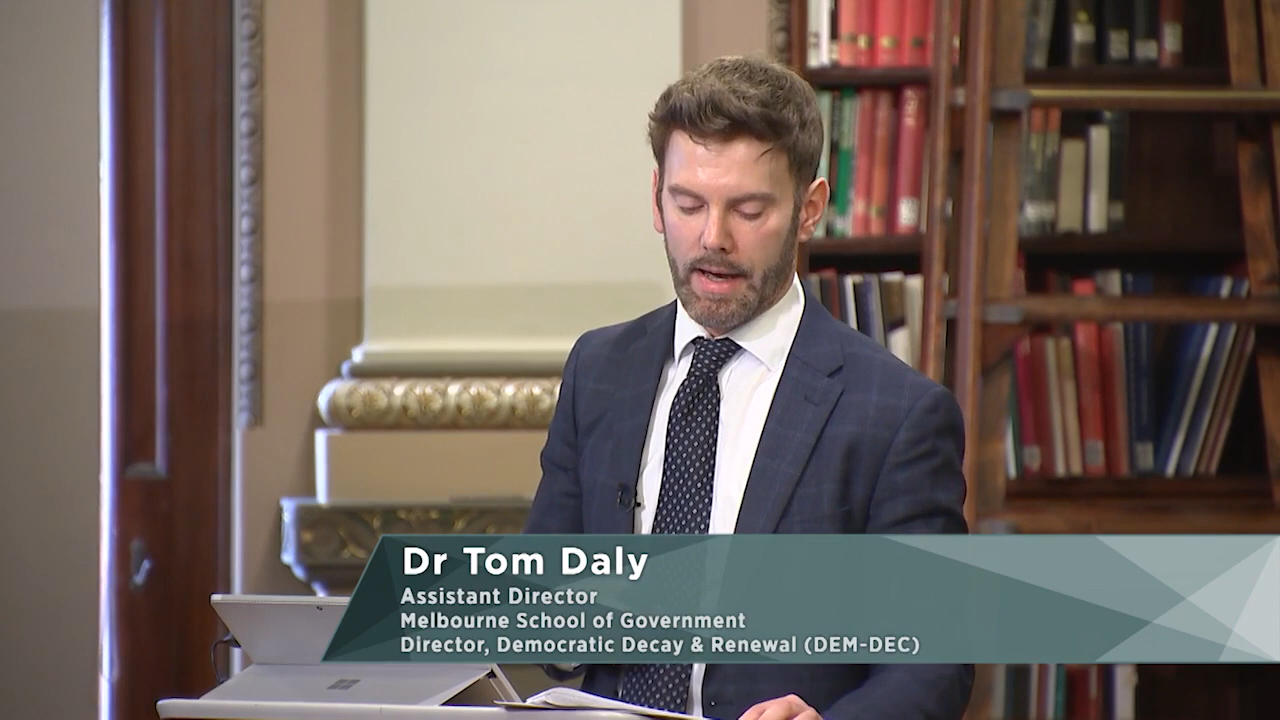 Dr Tom Daly
Assistant Director
Melbourne School of Government
Director, Democratic Decay & Renewal (DEM-DEC)